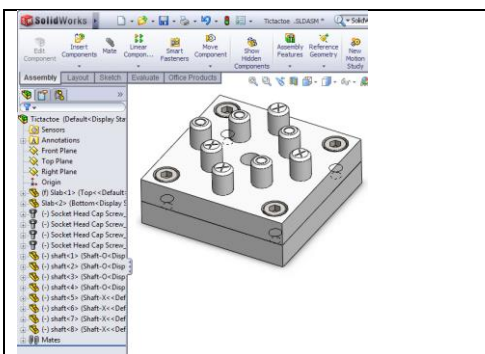 SolidWorks
Tictactoe .SLDASM *
Edit Component
Insert Components
Mate
Linear Compon...
Smart Fasteners
Move Component
Show Hidden Components
Assembly Features
Reference Geometry
New Motion Study
Assembly Layout Sketch Evaluate Office Products
Tictactoe (Default<Display Sta
Sensors
Annotations
Front Plane
Top Plane
Right Plane
Origin
(f) Slab<1> (Top<<Default:
Slab<2> (Bottom<Display S
(-) Socket Head Cap Screw_
(-) Socket Head Cap Screw_
(-) Socket Head Cap Screw_
(-) Socket Head Cap Screw_
(-) shaft<1> (Shaft-O<Disp
(-) shaft<2> (Shaft-O<Disp
(-) shaft<3> (Shaft-O<Disp
(-) shaft<4> (Shaft-O<Disp
(-) shaft<5> (Shaft-X<<Def
(-) shaft<6> (Shaft-X<<Def
(-) shaft<7> (Shaft-X<<Def
(-) shaft<8> (Shaft-X<<Def
Mates